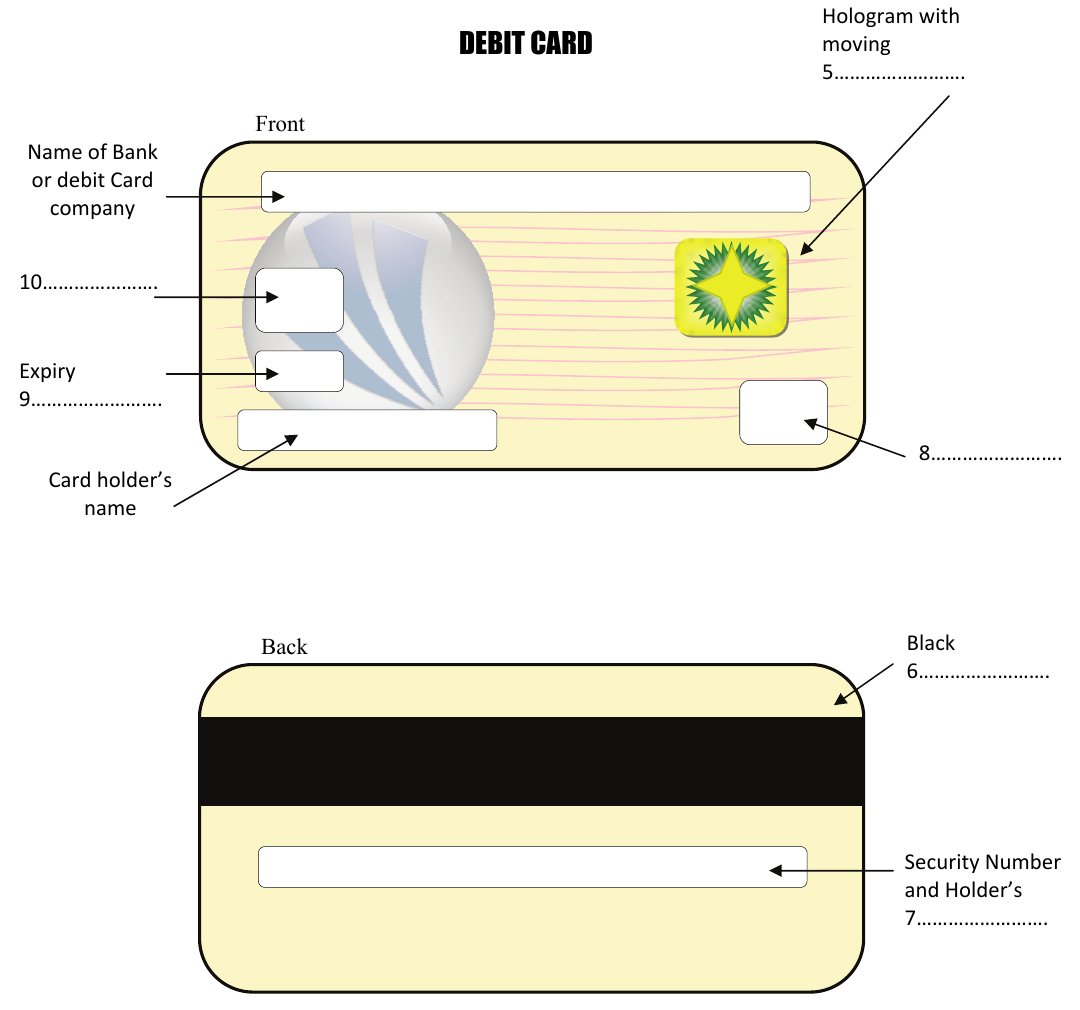 DEBIT CARD
Hologram with
moving
5…………………….
Front
Name of Bank
or debit Card
company
10………………….
Expiry
9…………………….
8…………………….
Card holder’s
name
Back
Black
6…………………….
Security Number
and Holder’s
7…………………….